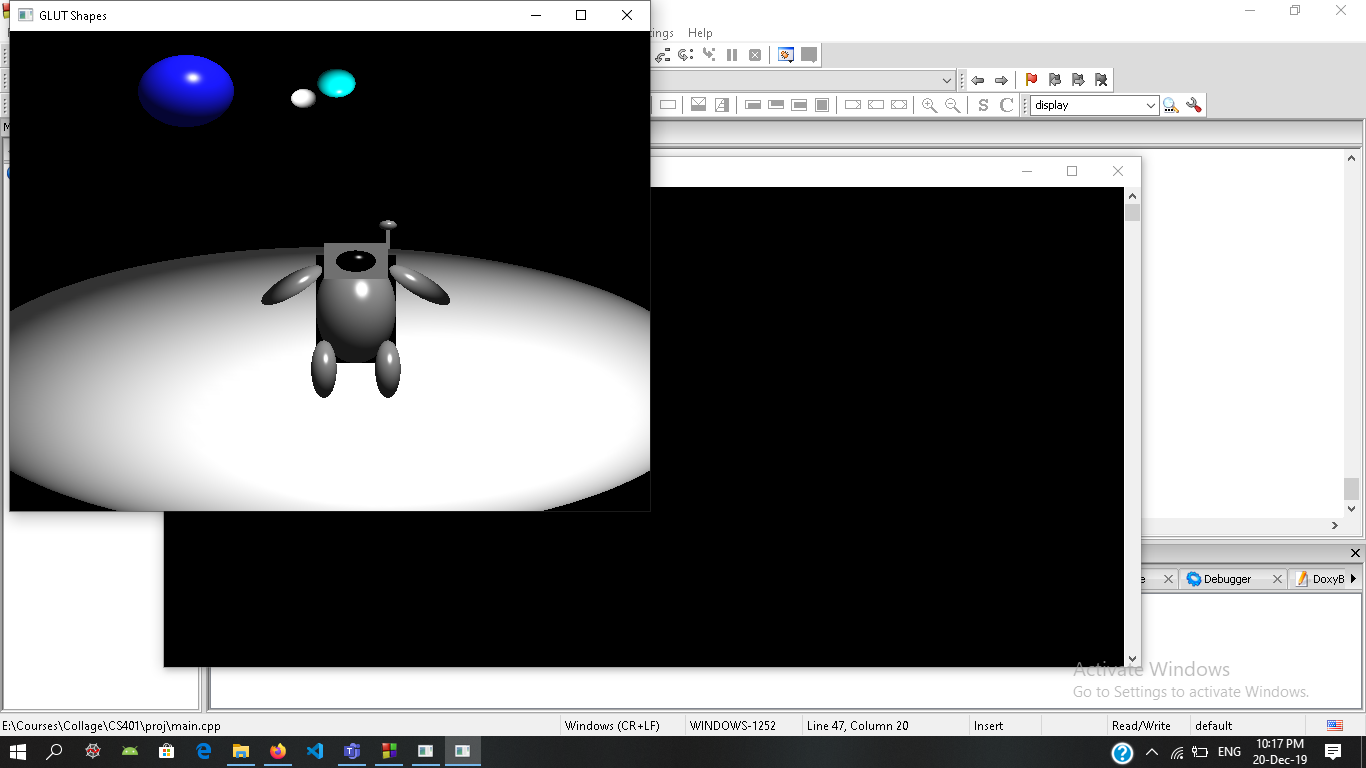 GLUT Shapes
Help
display
S C
Debugger
DoxyB
Activate Windows
Go to Settings to activate Windows.
E:\Courses\Collage\CS401\proj\main.cpp
Windows (CR+LF)
WINDOWS-1252
Line 47, Column 20
Insert
Read/Write
default
ENG
10:17 PM
20-Dec-19